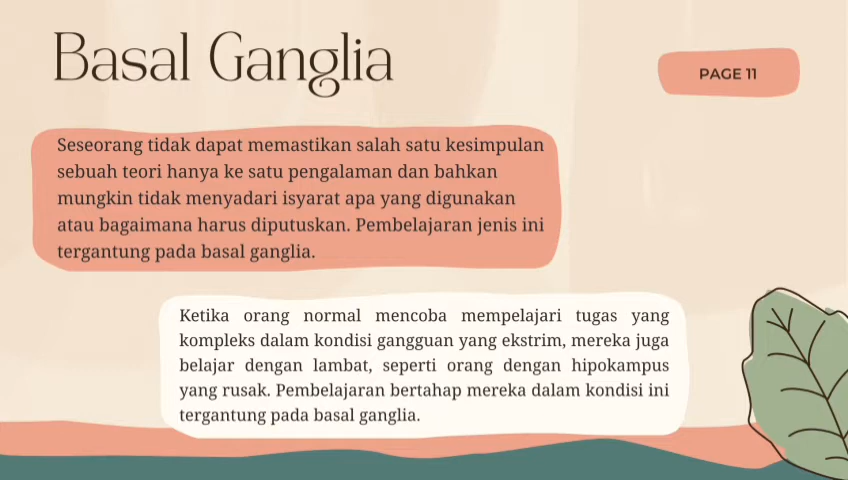 Basal Ganglia
PAGE 11
Seseorang tidak dapat memastikan salah satu kesimpulan
sebuah teori hanya ke satu pengalaman dan bahkan
mungkin tidak menyadari isyarat apa yang digunakan
atau bagaimana harus diputuskan. Pembelajaran jenis ini
tergantung pada basal ganglia.
Ketika orang normal mencoba mempelajari tugas yang
kompleks dalam kondisi gangguan yang ekstrim, mereka juga
belajar dengan lambat, seperti orang dengan hipokampus
yang rusak. Pembelajaran bertahap mereka dalam kondisi ini
tergantung pada basal ganglia.